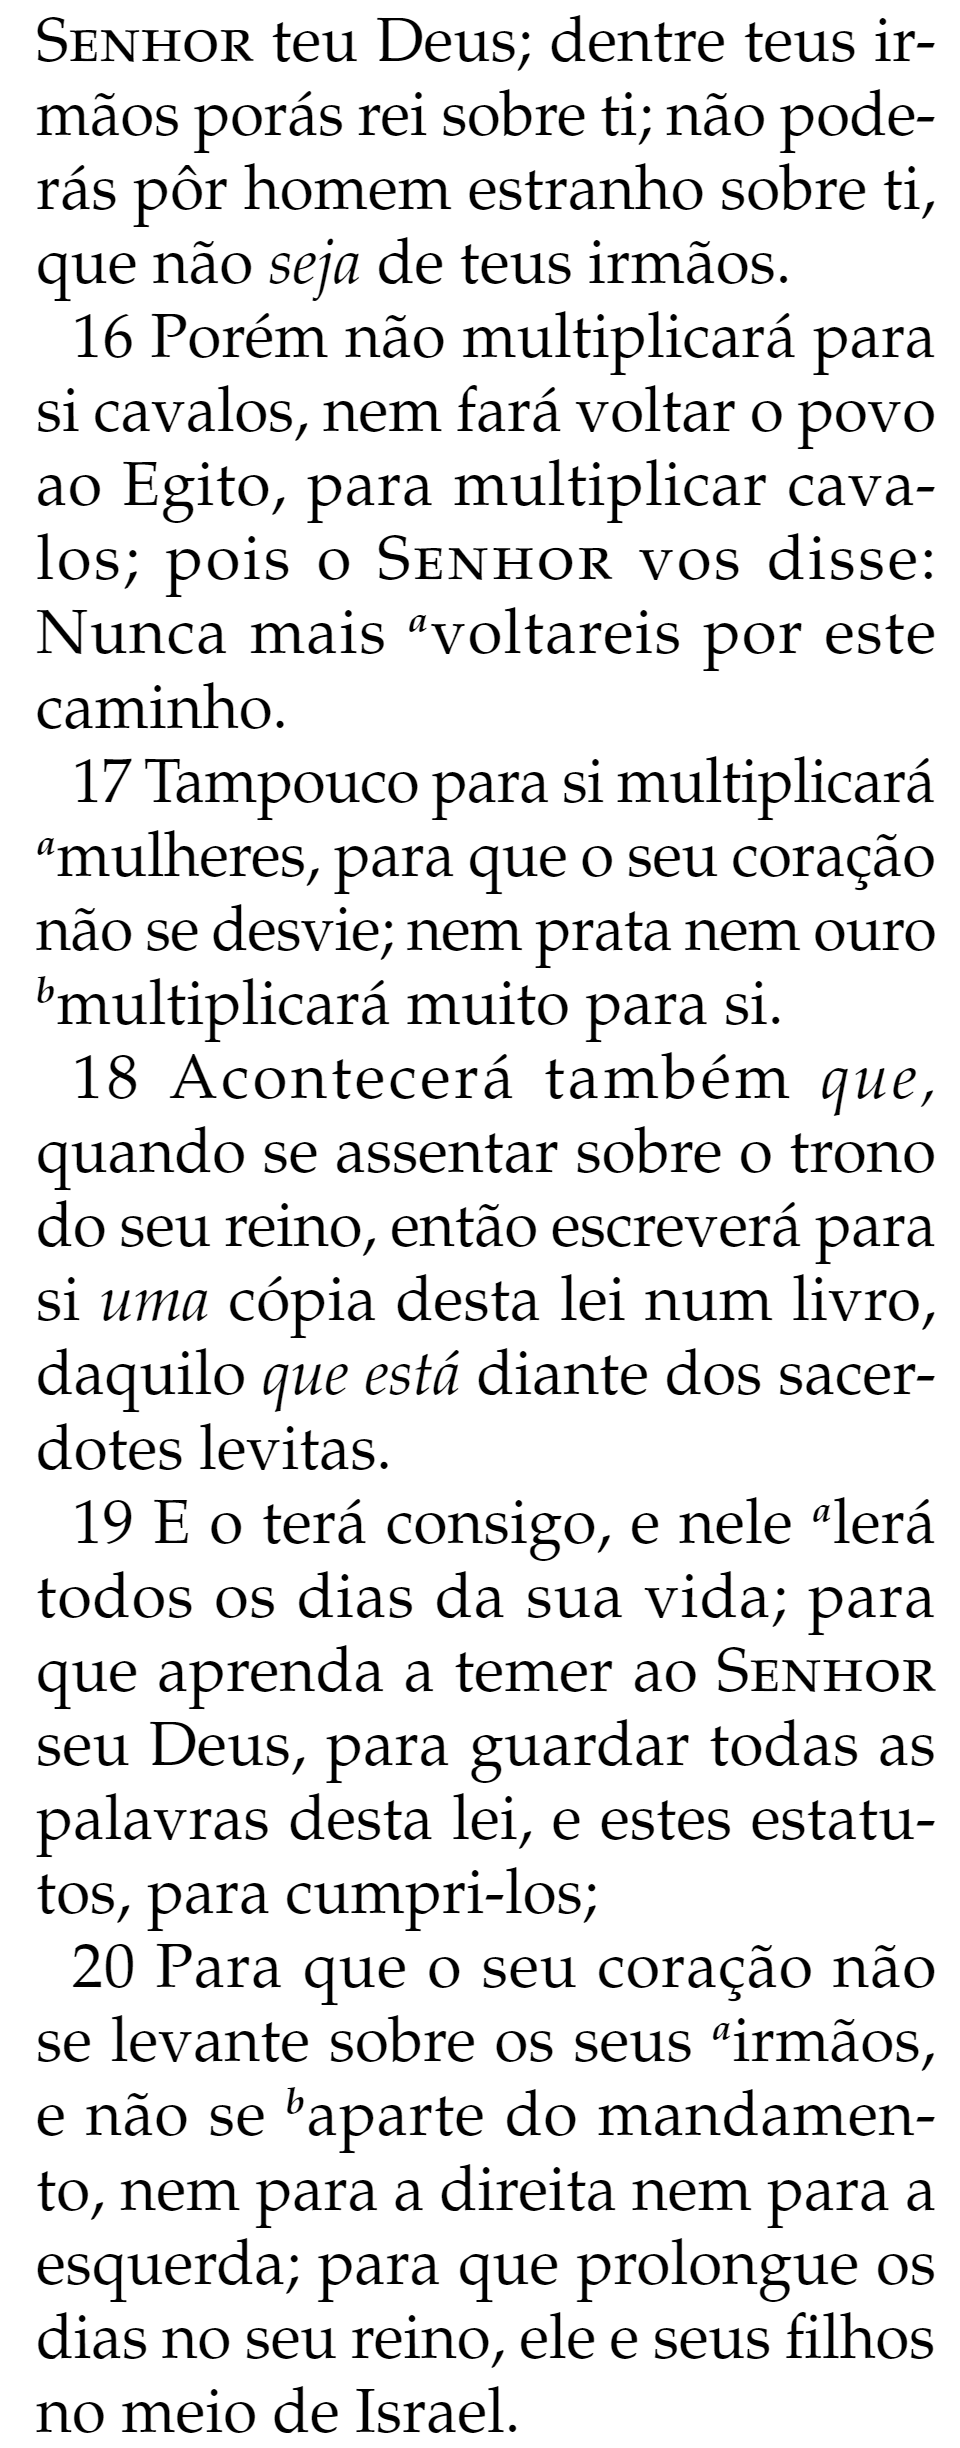 SENHOR teu Deus; dentre teus ir-
mãos porás rei sobre ti; não pode-
rás pôr homem estranho sobre ti,
que não seja de teus irmãos.
16 Porém não multiplicará para
si cavalos, nem fará voltar o povo
ao Egito, para multiplicar cava-
los; pois o SENHOR vos disse:
Nunca mais avoltareis por este
caminho.
17 Tampouco para si multiplicará
amulheres, para que o seu coração
não se desvie; nem prata nem ouro
bmultiplicará muito para si.
18 Acontecerá também que,
quando se assentar sobre o trono
do seu reino, então escreverá para
si uma cópia desta lei num livro,
daquilo que está diante dos sacer-
dotes levitas.
19 E o terá consigo, e nele alerá
todos os dias da sua vida; para
que aprenda a temer ao SENHOR
seu Deus, para guardar todas as
palavras desta lei, e estes estatu-
tos, para cumpri-los;
20 Para que o seu coração não
se levante sobre os seus airmãos,
e não se baparte do mandamen-
to, nem para a direita nem para a
esquerda; para que prolongue os
dias no seu reino, ele e seus filhos
no meio de Israel.